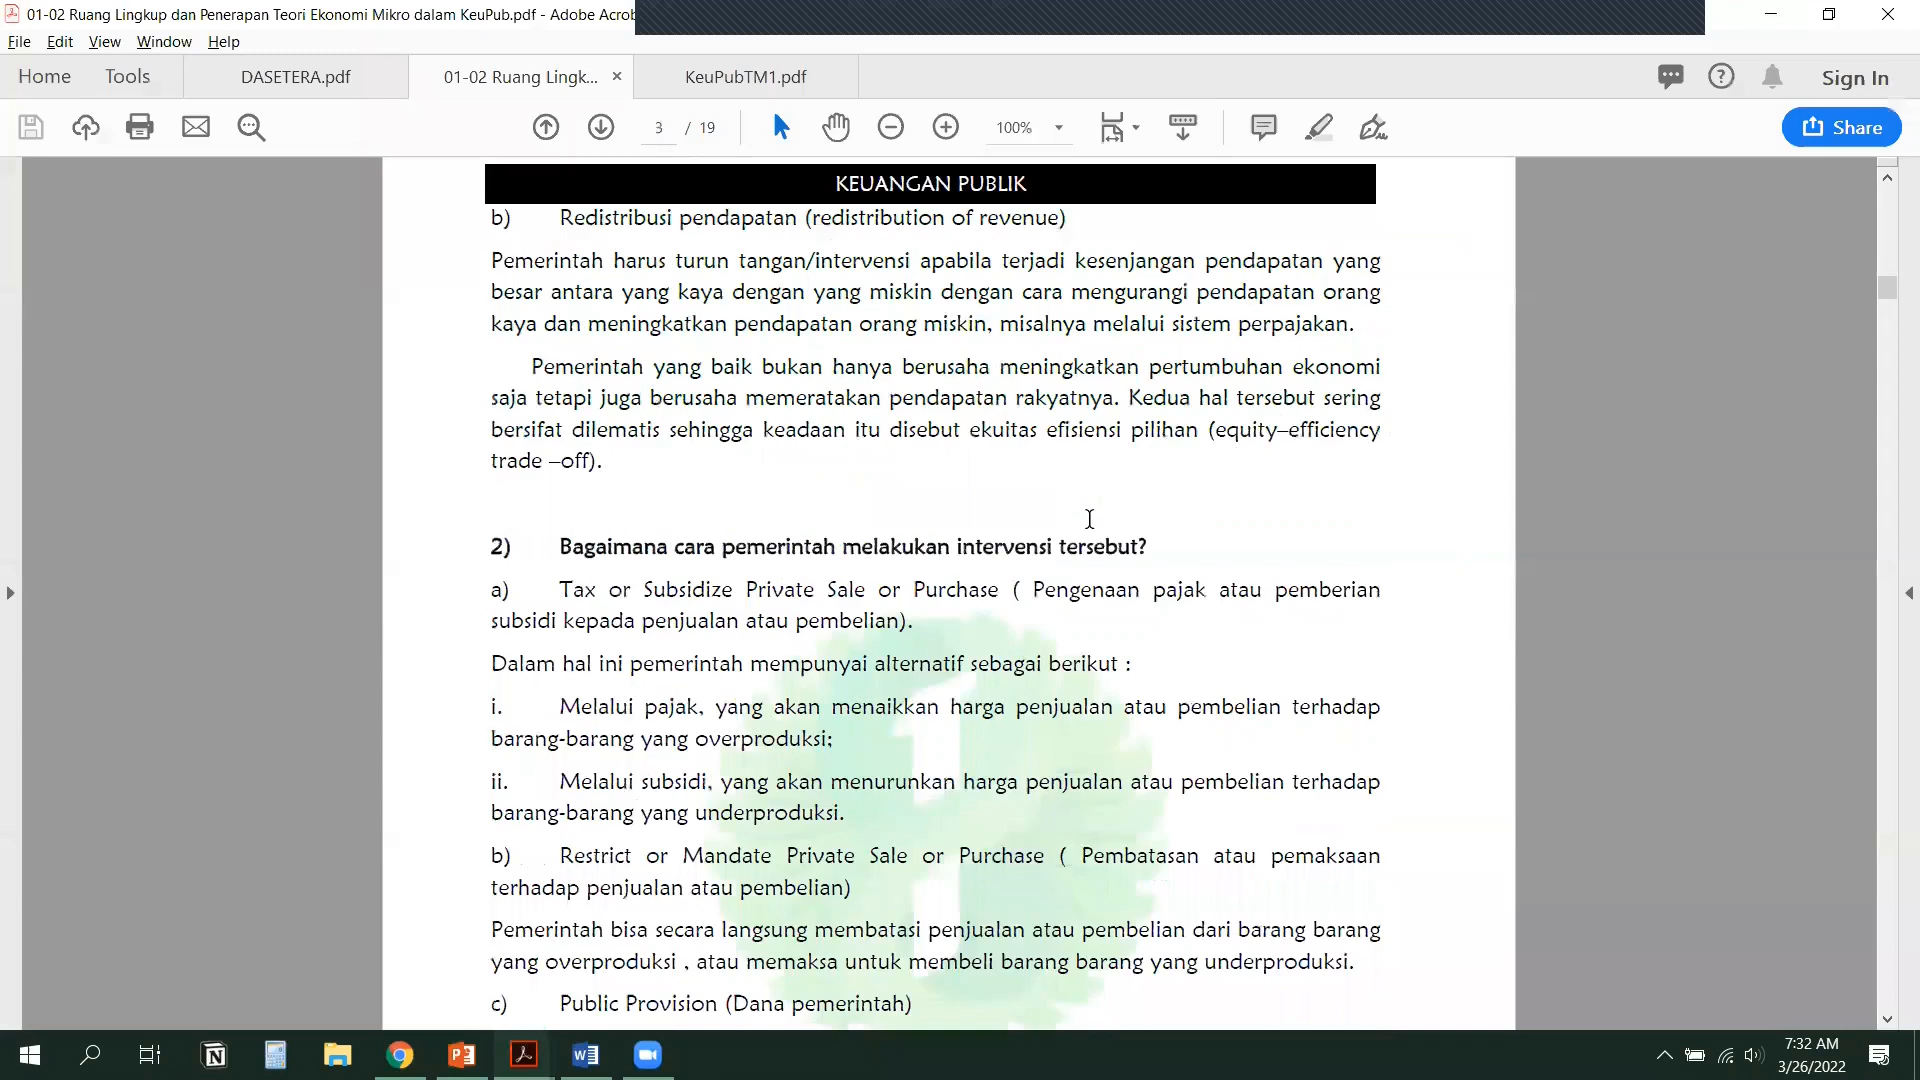 01-02 Ruang Lingkup dan Penerapan Teori Ekonomi Mikro dalam KeuPub.pdf - Adobe Acrob
File Edit View Window Help
Home Tools DASETERA.pdf 01-02 Ruang Lingk... × KeuPubTM1.pdf Sign In
3 / 19 100% Share
KEUANGAN PUBLIK
b) Redistribusi pendapatan (redistribution of revenue)
Pemerintah harus turun tangan/intervensi apabila terjadi kesenjangan pendapatan yang
besar antara yang kaya dengan yang miskin dengan cara mengurangi pendapatan orang
kaya dan meningkatkan pendapatan orang miskin, misalnya melalui sistem perpajakan.
Pemerintah yang baik bukan hanya berusaha meningkatkan pertumbuhan ekonomi
saja tetapi juga berusaha memeratakan pendapatan rakyatnya. Kedua hal tersebut sering
bersifat dilematis sehingga keadaan itu disebut ekuitas efisiensi pilihan (equity–efficiency
trade –off).
2) Bagaimana cara pemerintah melakukan intervensi tersebut?
a) Tax or Subsidize Private Sale or Purchase ( Pengenaan pajak atau pemberian
subsidi kepada penjualan atau pembelian).
Dalam hal ini pemerintah mempunyai alternatif sebagai berikut :
i. Melalui pajak, yang akan menaikkan harga penjualan atau pembelian terhadap
barang-barang yang overproduksi;
ii. Melalui subsidi, yang akan menurunkan harga penjualan atau pembelian terhadap
barang-barang yang underproduksi.
b) Restrict or Mandate Private Sale or Purchase ( Pembatasan atau pemaksaan
terhadap penjualan atau pembelian)
Pemerintah bisa secara langsung membatasi penjualan atau pembelian dari barang barang
yang overproduksi , atau memaksa untuk membeli barang barang yang underproduksi.
c) Public Provision (Dana pemerintah)
7:32 AM
3/26/2022